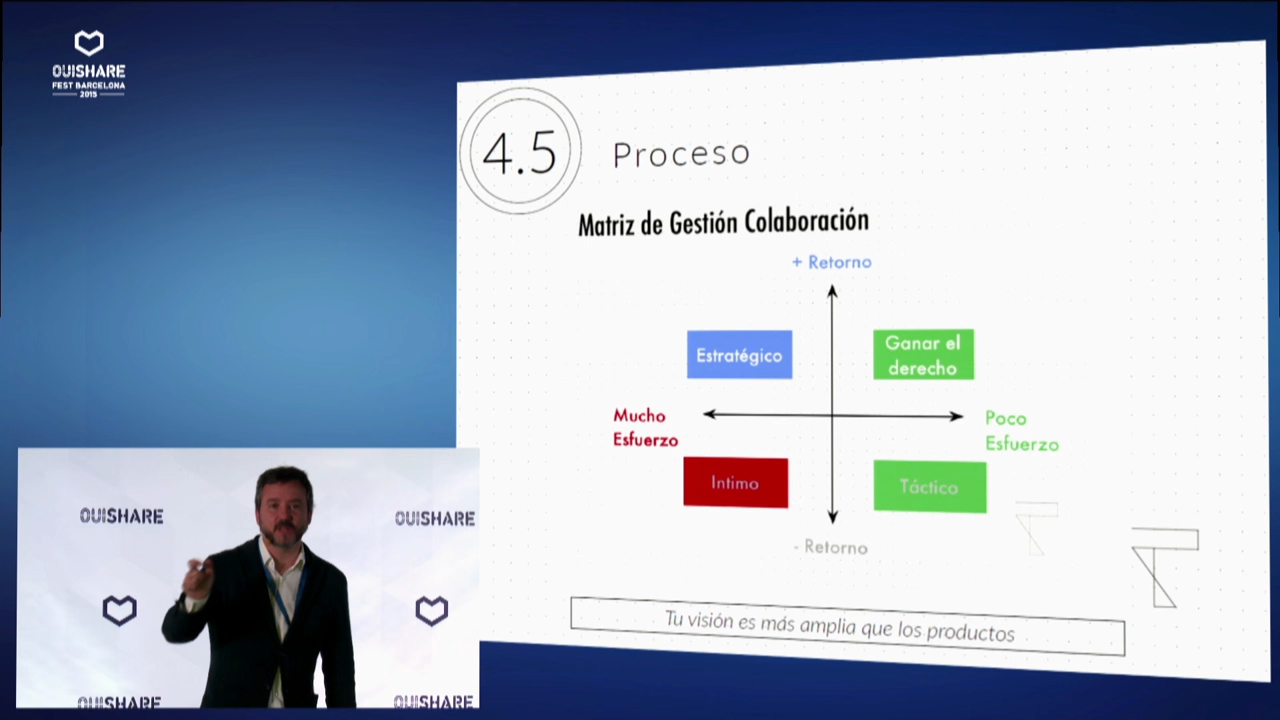 OUISHARE
FEST BARCELONA
2015
4.5
Proceso
Matriz de Gestión Colaboración
+ Retorno
Estratégico
Ganar el
derecho
Mucho
Esfuerzo
Poco
Esfuerzo
Intimo
Táctico
- Retorno
Tu visión es más amplia que los productos
OUISHARE
OUISHARE
OUISHARE
OUISHARE